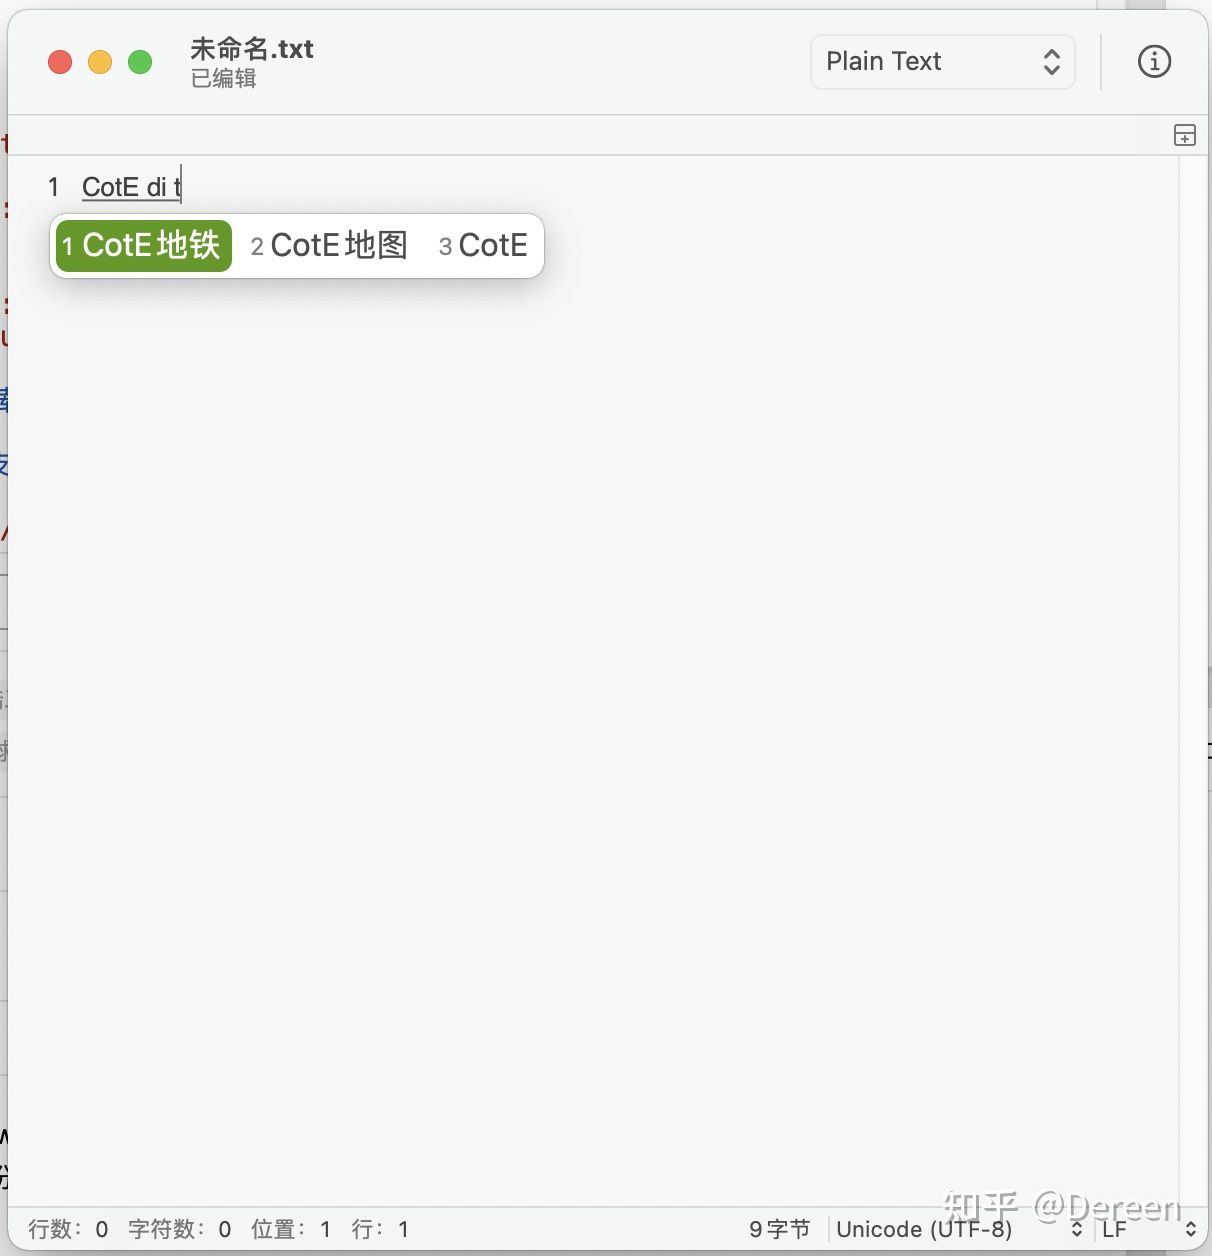 未命名.txt
已编辑
Plain Text
1 CotE di t
1 CotE地铁 2 CotE地图 3 CotE
行数：0 字符数：0 位置：1 行：1 9字节 Unicode (UTF-8) LF
知乎 @Dereen